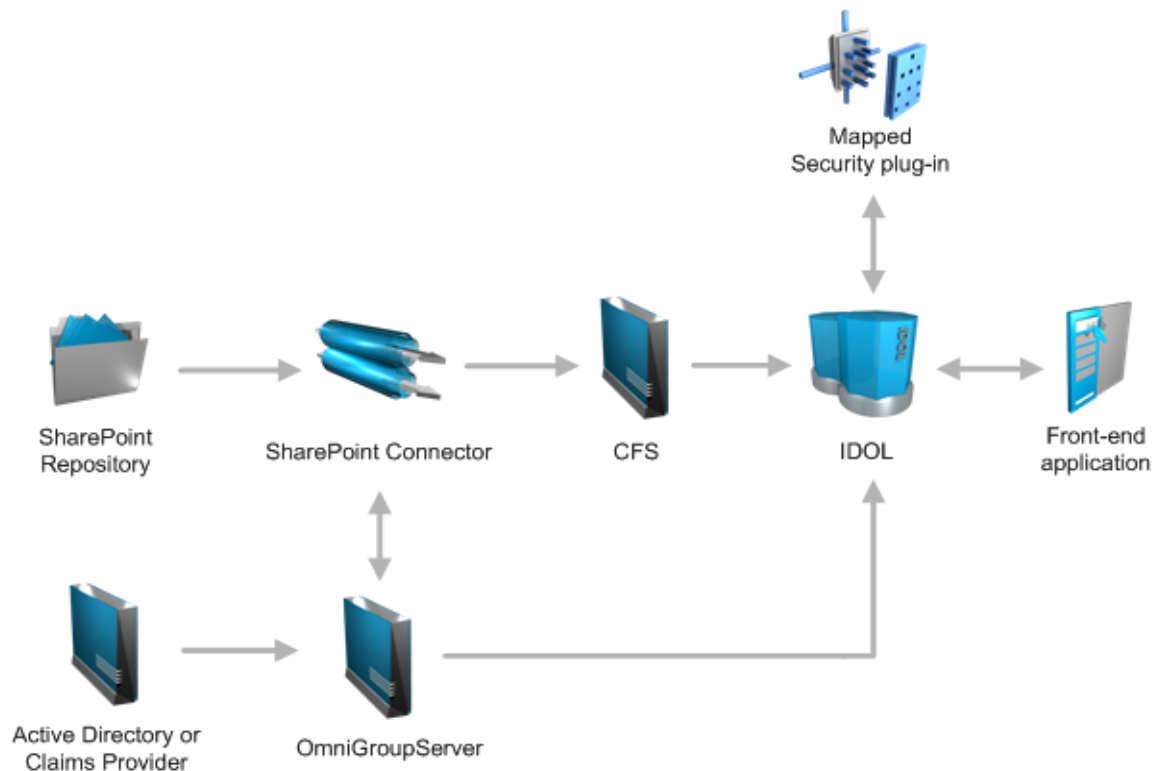 Mapped
Security plug-in
IDOL
SharePoint
Repository
SharePoint Connector
CFS
IDOL
Front-end
application
Active Directory or
Claims Provider
OmniGroupServer